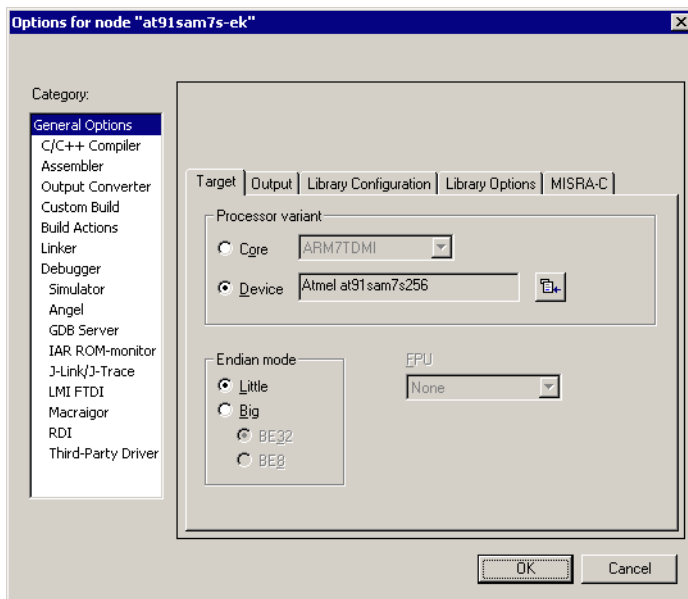 Options for node "at91sam7s-ek"
Category:
General Options
C/C++ Compiler
Assembler
Output Converter
Custom Build
Build Actions
Linker
Debugger
Simulator
Angel
GDB Server
IAR ROM-monitor
J-Link/J-Trace
LMI FTDI
Macraigor
RDI
Third-Party Driver
Target Output Library Configuration Library Options MISRA-C
Processor variant
Core ARM7TDMI
Device Atmel at91sam7s256
Endian mode
Little
Big
BE32
BE8
FPU
None
OK Cancel